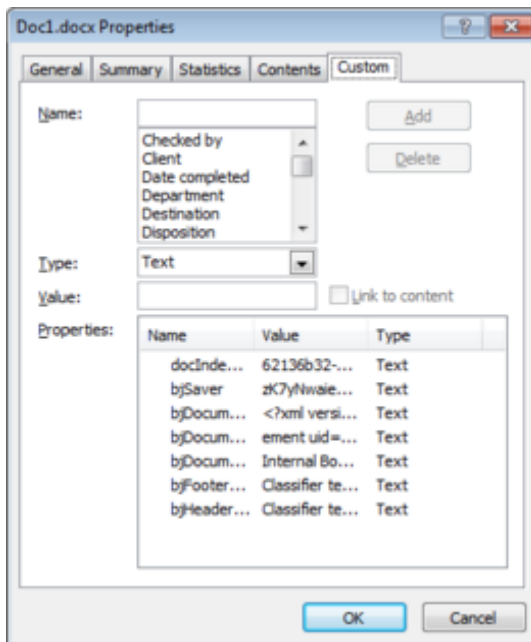 Doc1.docx Properties
General Summary Statistics Contents Custom
Name:
Add
Checked by
Client
Date completed
Department
Destination
Disposition
Delete
Type: Text
Value:
Link to content
Properties:
Name Value Type
docInde... 62136b32-... Text
bjSaver zK7yNwaie... Text
bjDocum... <?xml versi... Text
bjDocum... ement uid=... Text
bjDocum... Internal Bo... Text
bjFooter... Classifier te... Text
bjHeader... Classifier te... Text
OK Cancel